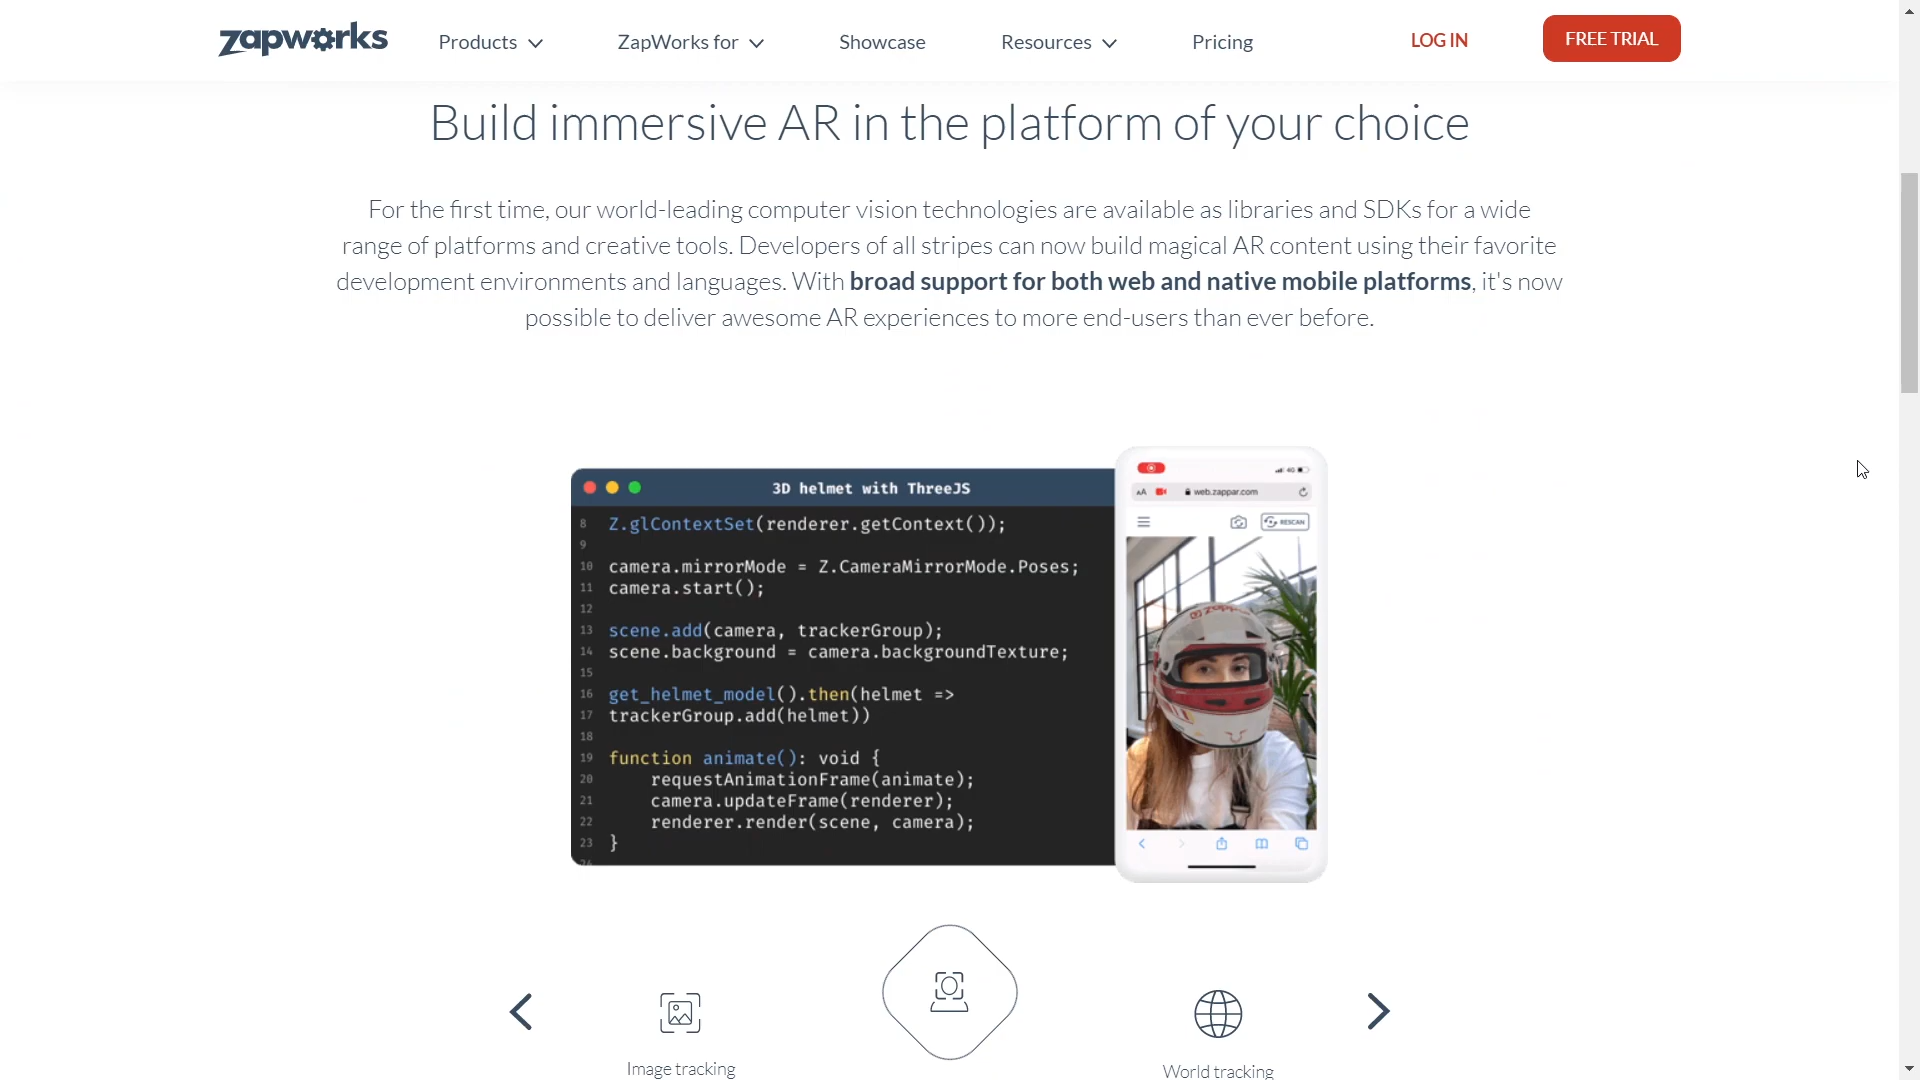 zapworks
Products
ZapWorks for
Showcase
Resources
Pricing
LOG IN
FREE TRIAL
Build immersive AR in the platform of your choice
For the first time, our world-leading computer vision technologies are available as libraries and SDKs for a wide
range of platforms and creative tools. Developers of all stripes can now build magical AR content using their favorite
development environments and languages. With broad support for both web and native mobile platforms, it's now
possible to deliver awesome AR experiences to more end-users than ever before.
3D helmet with ThreeJS
8 Z.glContextSet(renderer.getContext());
9
10 camera.mirrorMode = Z.CameraMirrorMode.Poses;
11 camera.start();
12
13 scene.add(camera, trackerGroup);
14 scene.background = camera.backgroundTexture;
15
16 get_helmet_model().then(helmet =>
17 trackerGroup.add(helmet))
18
19 function animate(): void {
20 requestAnimationFrame(animate);
21 camera.updateFrame(renderer);
22 renderer.render(scene, camera);
23 }
24
4G
AA
web.zappar.com
RESCAN
zappar
Image tracking
World tracking